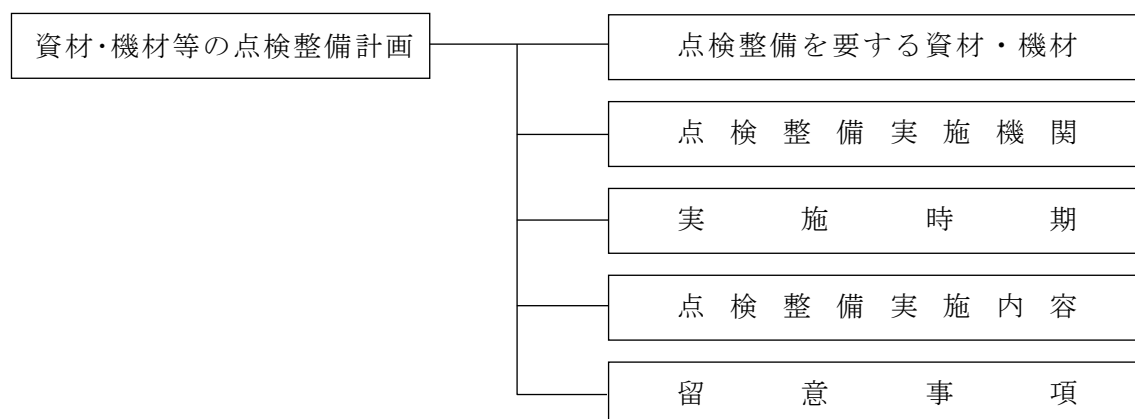 資材・機材等の点検整備計画
点検整備を要する資材・機材
点検整備実施機関
実施時期
点検整備実施内容
留意事項